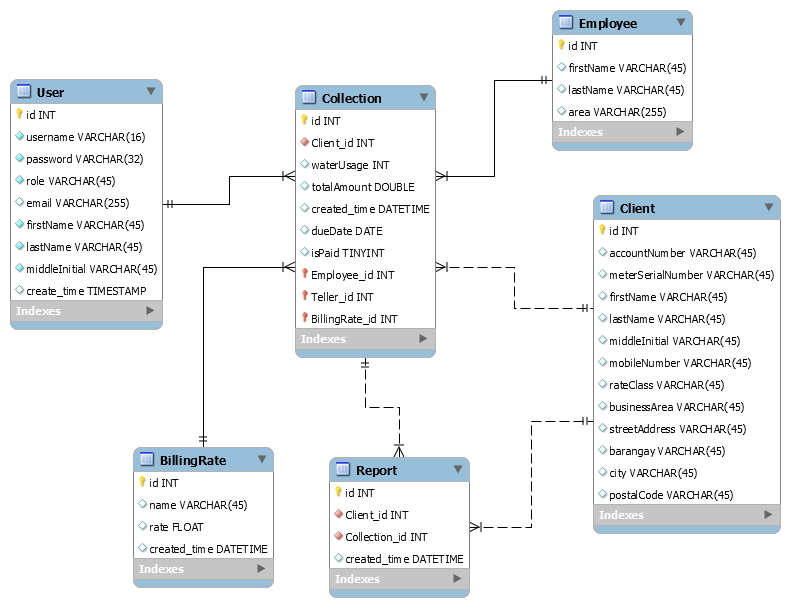 User
id INT
username VARCHAR(16)
password VARCHAR(32)
role VARCHAR(45)
email VARCHAR(255)
firstName VARCHAR(45)
lastName VARCHAR(45)
middleInitial VARCHAR(45)
create_time TIMESTAMP
Indexes
Collection
id INT
Client_id INT
waterUsage INT
totalAmount DOUBLE
created_time DATETIME
dueDate DATE
isPaid TINYINT
Employee_id INT
Teller_id INT
BillingRate_id INT
Indexes
Employee
id INT
firstName VARCHAR(45)
lastName VARCHAR(45)
area VARCHAR(255)
Indexes
Client
id INT
accountNumber VARCHAR(45)
meterSerialNumber VARCHAR(45)
firstName VARCHAR(45)
lastName VARCHAR(45)
middleInitial VARCHAR(45)
mobileNumber VARCHAR(45)
rateClass VARCHAR(45)
businessArea VARCHAR(45)
streetAddress VARCHAR(45)
barangay VARCHAR(45)
city VARCHAR(45)
postalCode VARCHAR(45)
Indexes
BillingRate
id INT
name VARCHAR(45)
rate FLOAT
created_time DATETIME
Indexes
Report
id INT
Client_id INT
Collection_id INT
created_time DATETIME
Indexes